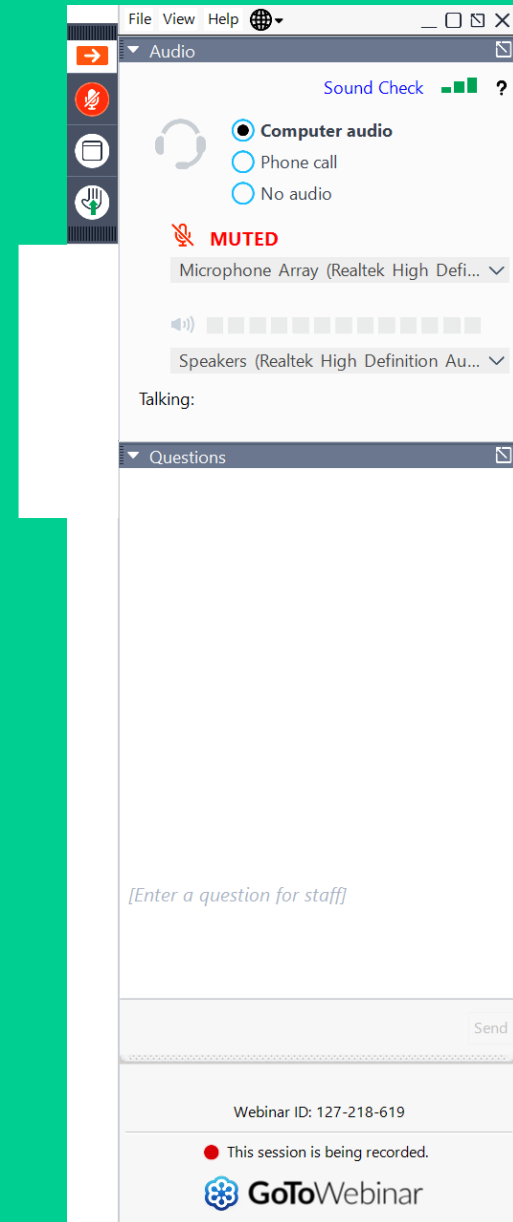 File View Help
Audio
Sound Check ?
Computer audio
Phone call
No audio
MUTED
Microphone Array (Realtek High Defi...
Speakers (Realtek High Definition Au...
Talking:
Questions
[Enter a question for staff]
Send
Webinar ID: 127-218-619
This session is being recorded.
GoToWebinar